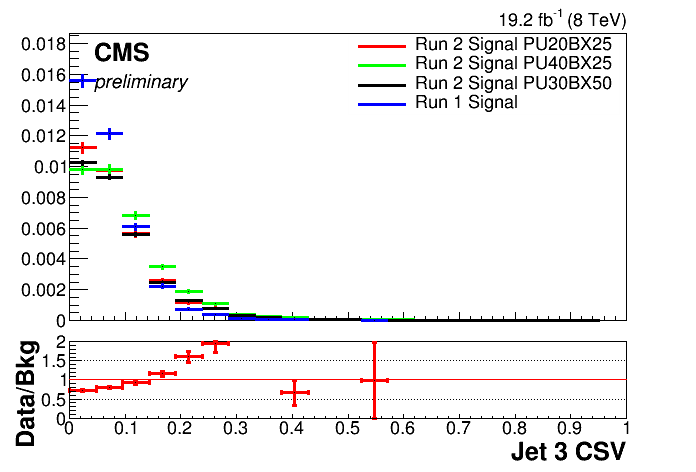 19.2 fb⁻¹ (8 TeV)
CMS
preliminary
Run 2 Signal PU20BX25
Run 2 Signal PU40BX25
Run 2 Signal PU30BX50
Run 1 Signal
0.018
0.016
0.014
0.012
0.01
0.008
0.006
0.004
0.002
0
Data/Bkg
2
1.5
1
0.5
0
0 0.1 0.2 0.3 0.4 0.5 0.6 0.7 0.8 0.9 1
Jet 3 CSV